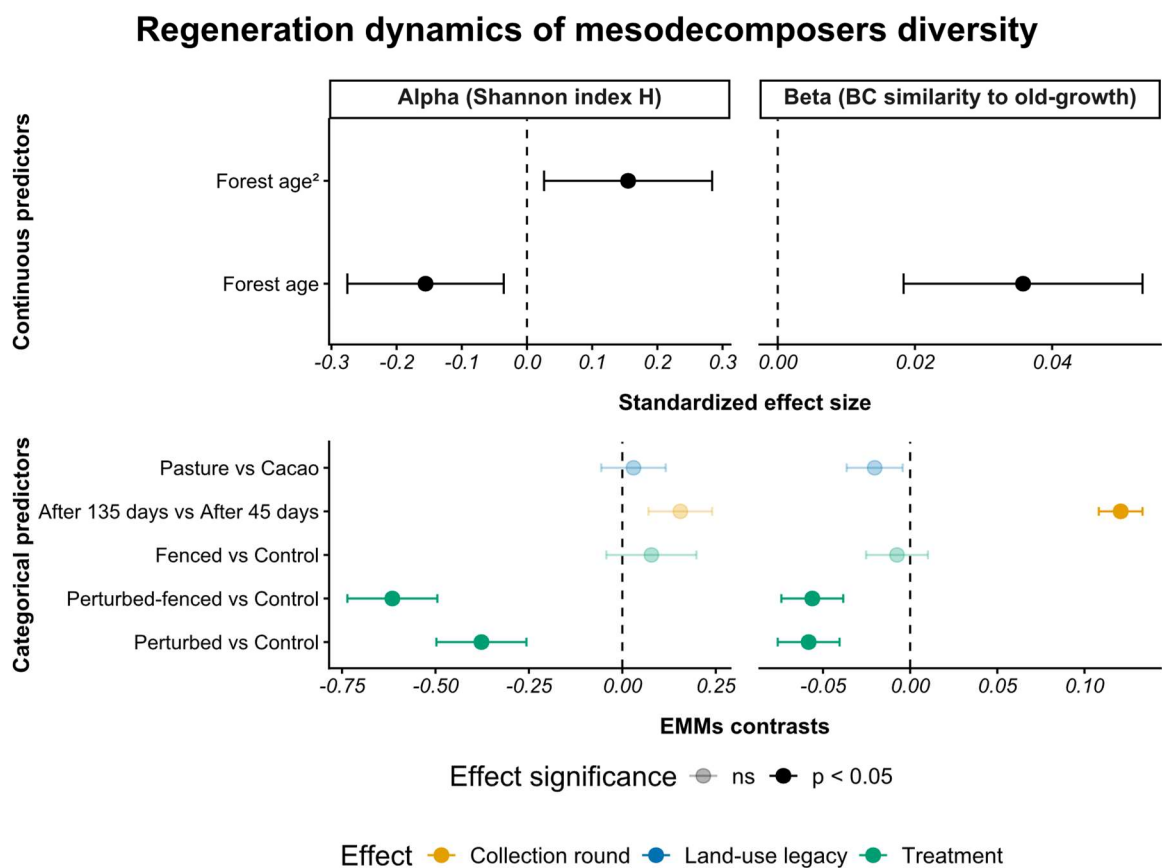 Regeneration dynamics of mesodecomposers diversity
Alpha (Shannon index H)
Beta (BC similarity to old-growth)
Continuous predictors
Forest age²
Forest age
-0.3 -0.2 -0.1 0.0 0.1 0.2 0.3
0.00 0.02 0.04
Standardized effect size
Categorical predictors
Pasture vs Cacao
After 135 days vs After 45 days
Fenced vs Control
Perturbed-fenced vs Control
Perturbed vs Control
-0.75 -0.50 -0.25 0.00 0.25
-0.05 0.00 0.05 0.10
EMMs contrasts
Effect significance ns p < 0.05
Effect Collection round Land-use legacy Treatment